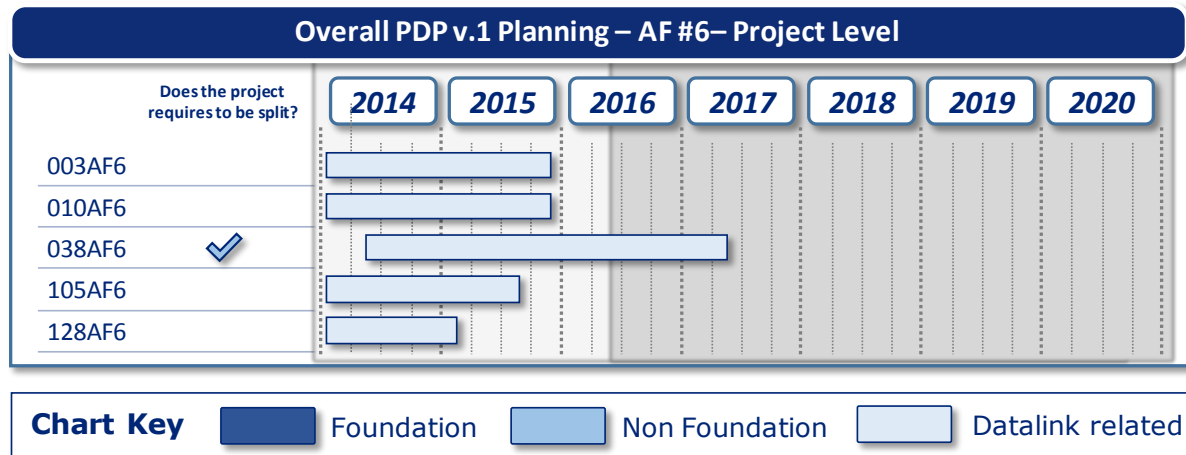 Overall PDP v.1 Planning – AF #6– Project Level
Does the project
requires to be split?
2014 2015 2016 2017 2018 2019 2020
003AF6
010AF6
038AF6
105AF6
128AF6
Chart Key Foundation Non Foundation Datalink related